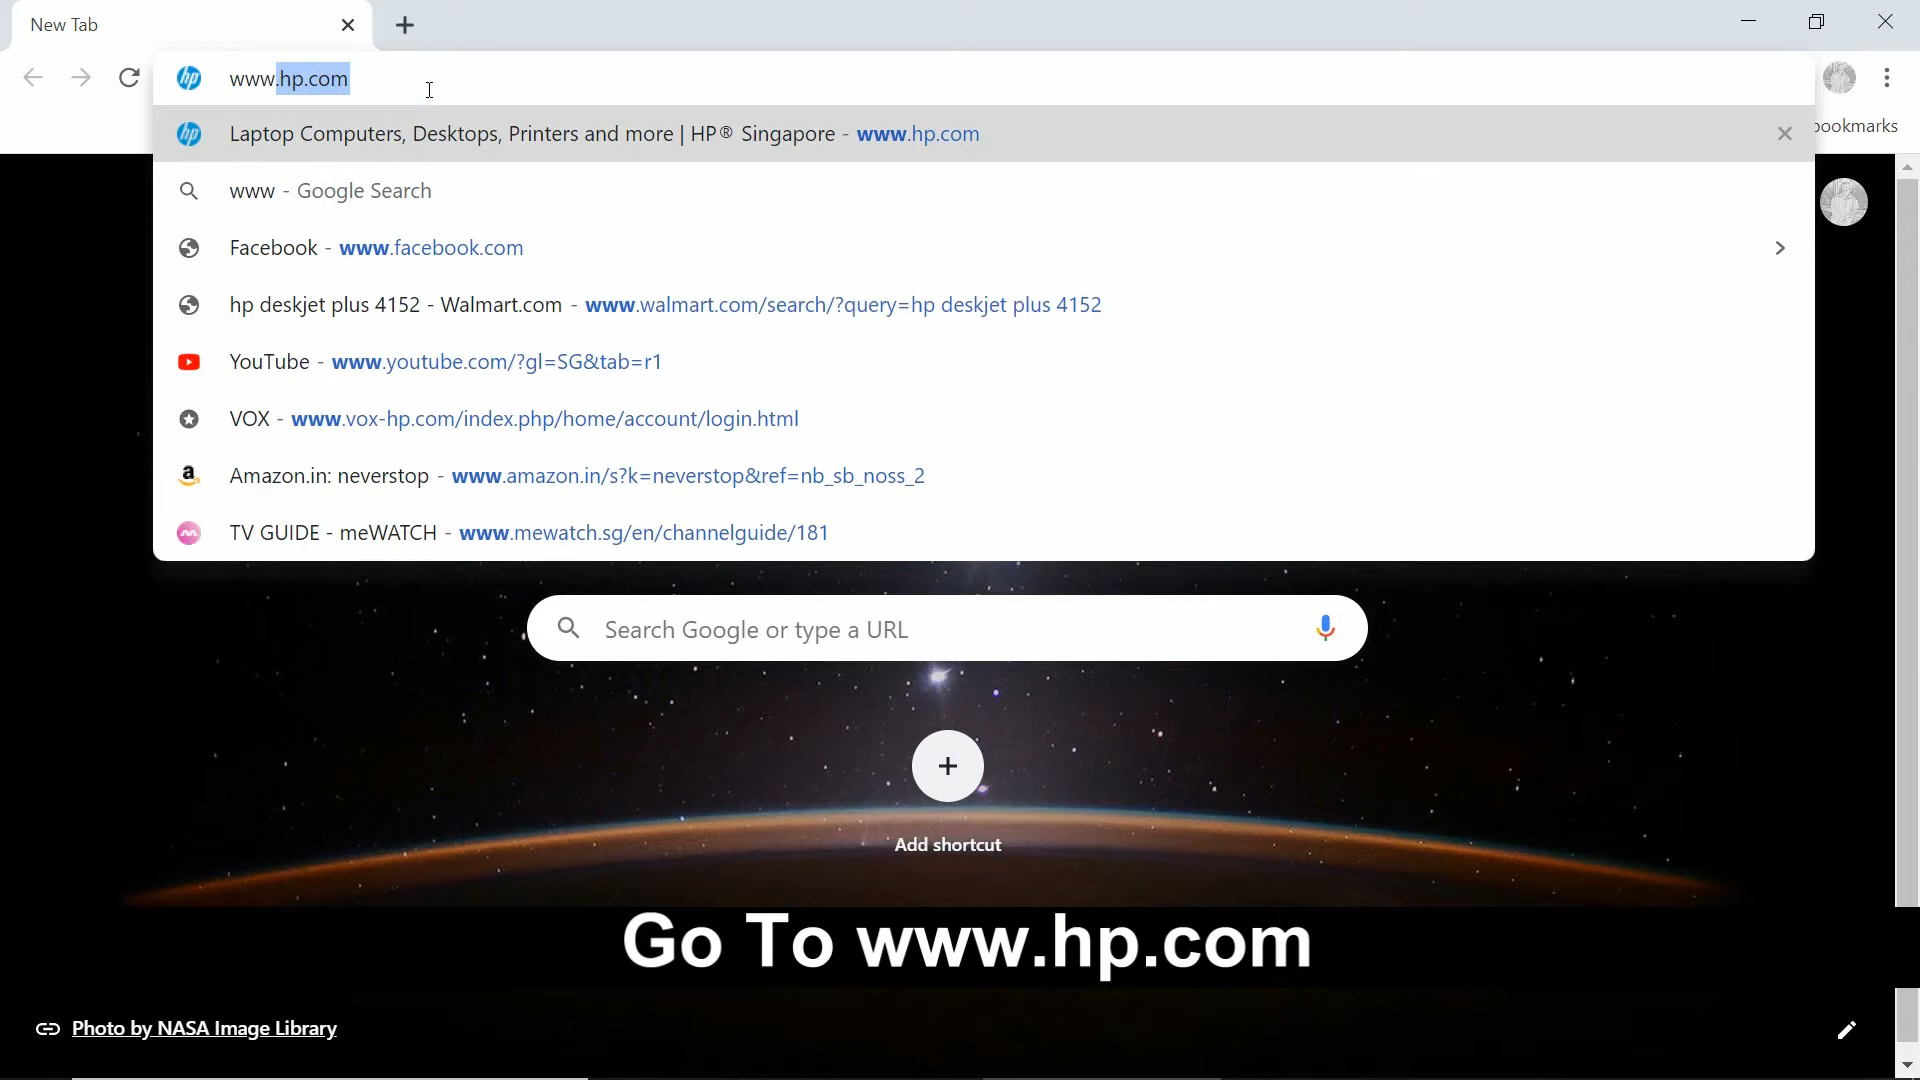 New Tab
www.hp.com
Laptop Computers, Desktops, Printers and more | HP® Singapore - www.hp.com
bookmarks
www - Google Search
Facebook - www.facebook.com
hp deskjet plus 4152 - Walmart.com - www.walmart.com/search/?query=hp deskjet plus 4152
YouTube - www.youtube.com/?gl=SG&tab=r1
VOX - www.vox-hp.com/index.php/home/account/login.html
Amazon.in: neverstop - www.amazon.in/s?k=neverstop&ref=nb_sb_noss_2
TV GUIDE - meWATCH - www.mewatch.sg/en/channelguide/181
Search Google or type a URL
Add shortcut
Go To www.hp.com
Photo by NASA Image Library